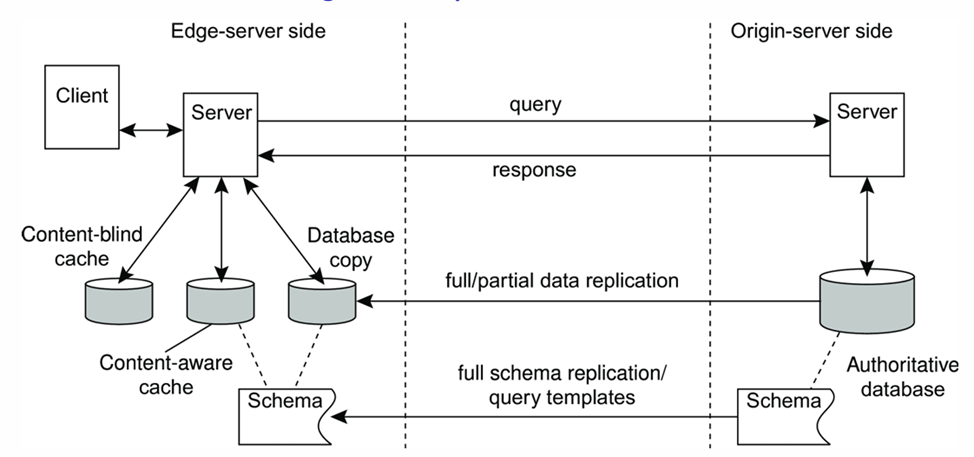 Edge-server side
Origin-server side
Client
Server
query
Server
response
Content-blind
cache
Database
copy
full/partial data replication
Content-aware
cache
Authoritative
database
full schema replication/
query templates
Schema
Schema